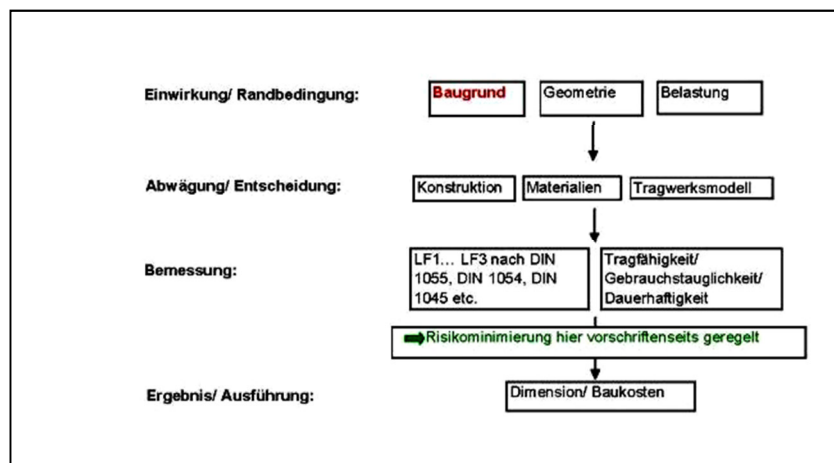 Einwirkung/ Randbedingung:
Baugrund
Geometrie
Belastung
Abwägung/ Entscheidung:
Konstruktion
Materialien
Tragwerksmodell
Bemessung:
LF1... LF3 nach DIN
1055, DIN 1054, DIN
1045 etc.
Tragfähigkeit/
Gebrauchstauglichkeit/
Dauerhaftigkeit
Risikominimierung hier vorschriftenseits geregelt
Ergebnis/ Ausführung:
Dimension/ Baukosten